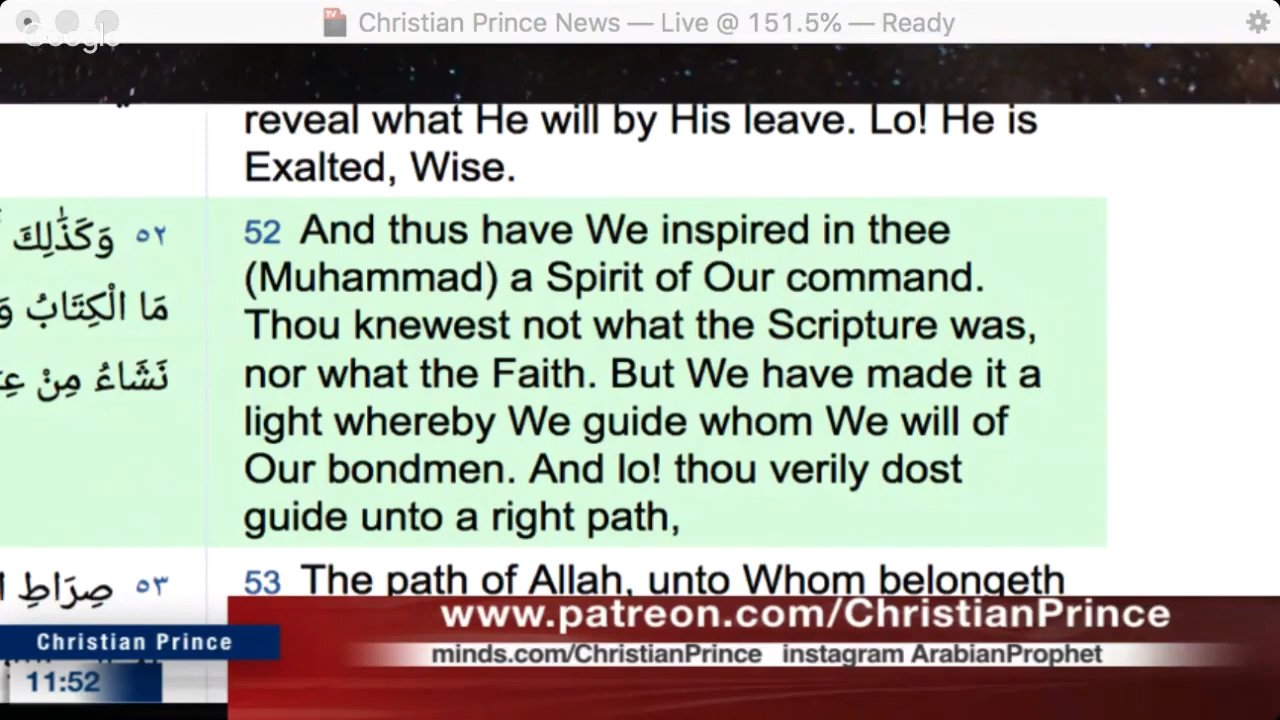 Christian Prince News — Live @ 151.5% — Ready
Google
reveal what He will by His leave. Lo! He is
Exalted, Wise.
٥٢ وَكَذَٰلِكَ
مَا الْكِتَابُ
نَشَاءُ مِنْ
52 And thus have We inspired in thee
(Muhammad) a Spirit of Our command.
Thou knewest not what the Scripture was,
nor what the Faith. But We have made it a
light whereby We guide whom We will of
Our bondmen. And lo! thou verily dost
guide unto a right path,
٥٣ صِرَاطِ
53 The path of Allah, unto Whom belongeth
www.patreon.com/ChristianPrince
Christian Prince
minds.com/ChristianPrince instagram ArabianProphet
11:52